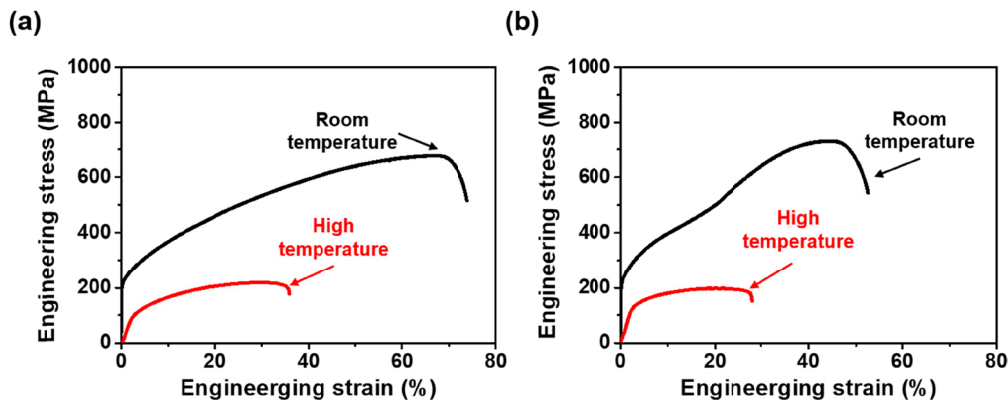 (a)
1000
800
600
400
200
0
Engineering stress (MPa)
Room
temperature
High
temperature
0
20
40
60
80
Engineerging strain (%)
(b)
1000
800
600
400
200
0
Engineering stress (MPa)
Room
temperature
High
temperature
0
20
40
60
80
Engineerging strain (%)